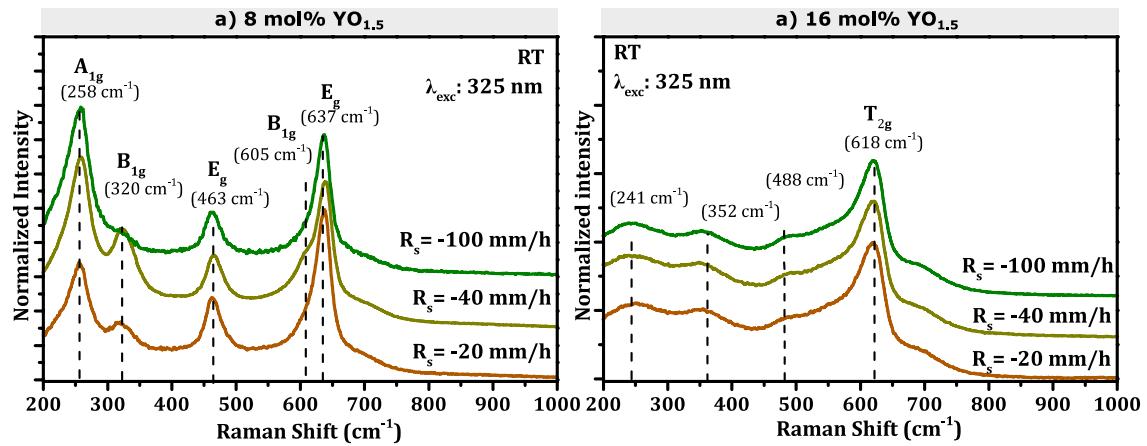 a) 8 mol% YO1.5
RT
λexc: 325 nm
A1g
(258 cm-1)
B1g
(320 cm-1)
Eg
(463 cm-1)
B1g
(605 cm-1)
Eg
(637 cm-1)
Rs= -100 mm/h
Rs= -40 mm/h
Rs= -20 mm/h
Normalized Intensity
200 300 400 500 600 700 800 900 1000
Raman Shift (cm-1)
a) 16 mol% YO1.5
RT
λexc: 325 nm
T2g
(618 cm-1)
(241 cm-1)
(352 cm-1)
(488 cm-1)
Rs= -100 mm/h
Rs= -40 mm/h
Rs= -20 mm/h
Normalized intensity
200 300 400 500 600 700 800 900 1000
Raman Shift (cm-1)